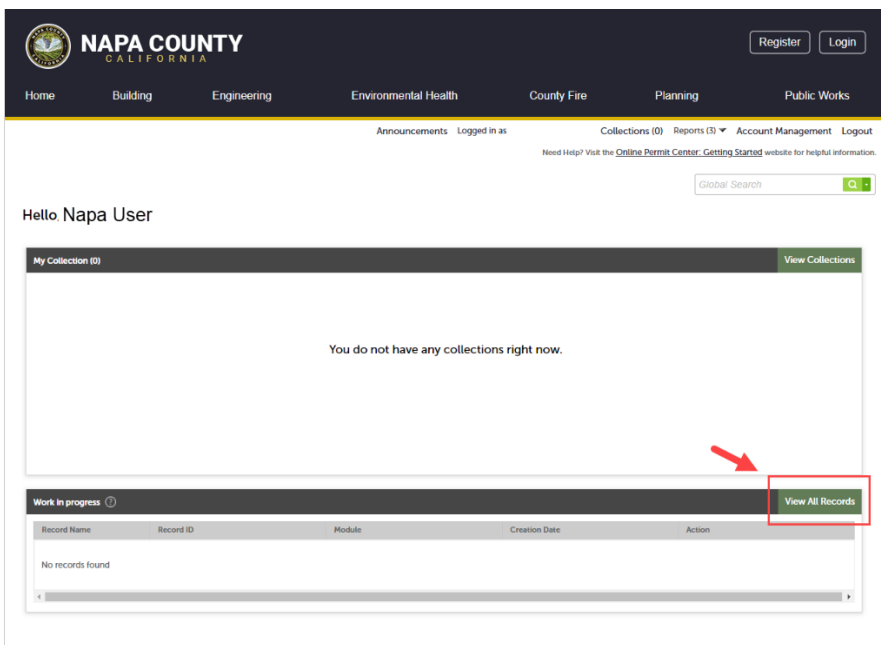 NAPA COUNTY
CALIFORNIA
Register Login
Home Building Engineering Environmental Health County Fire Planning Public Works
Announcements Logged in as Collections (0) Reports (3) Account Management Logout
Need Help? Visit the Online Permit Center: Getting Started website for helpful information.
Global Search
Hello, Napa User
My Collection (0) View Collections
You do not have any collections right now.
Work in progress ? View All Records
Record Name Record ID Module Creation Date Action
No records found